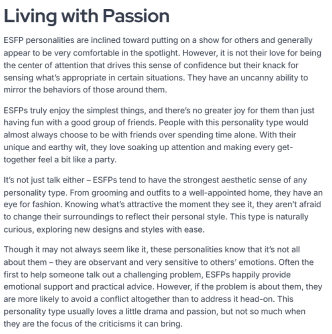 Living with Passion
ESFP personalities are inclined toward putting on a show for others and generally
appear to be very comfortable in the spotlight. However, it is not their love for being
the center of attention that drives this sense of confidence but their knack for
sensing what's appropriate in certain situations. They have an uncanny ability to
mirror the behaviors of those around them.
ESFPs truly enjoy the simplest things, and there's no greater joy for them than just
having fun with a good group of friends. People with this personality type would
almost always choose to be with friends over spending time alone. With their
unique and earthy wit, they love soaking up attention and making every get-
together feel a bit like a party.
It's not just talk either – ESFPs tend to have the strongest aesthetic sense of any
personality type. From grooming and outfits to a well-appointed home, they have an
eye for fashion. Knowing what's attractive the moment they see it, they aren't afraid
to change their surroundings to reflect their personal style. This type is naturally
curious, exploring new designs and styles with ease.
Though it may not always seem like it, these personalities know that it's not all
about them – they are observant and very sensitive to others' emotions. Often the
first to help someone talk out a challenging problem, ESFPs happily provide
emotional support and practical advice. However, if the problem is about them, they
are more likely to avoid a conflict altogether than to address it head-on. This
personality type usually loves a little drama and passion, but not so much when
they are the focus of the criticisms it can bring.